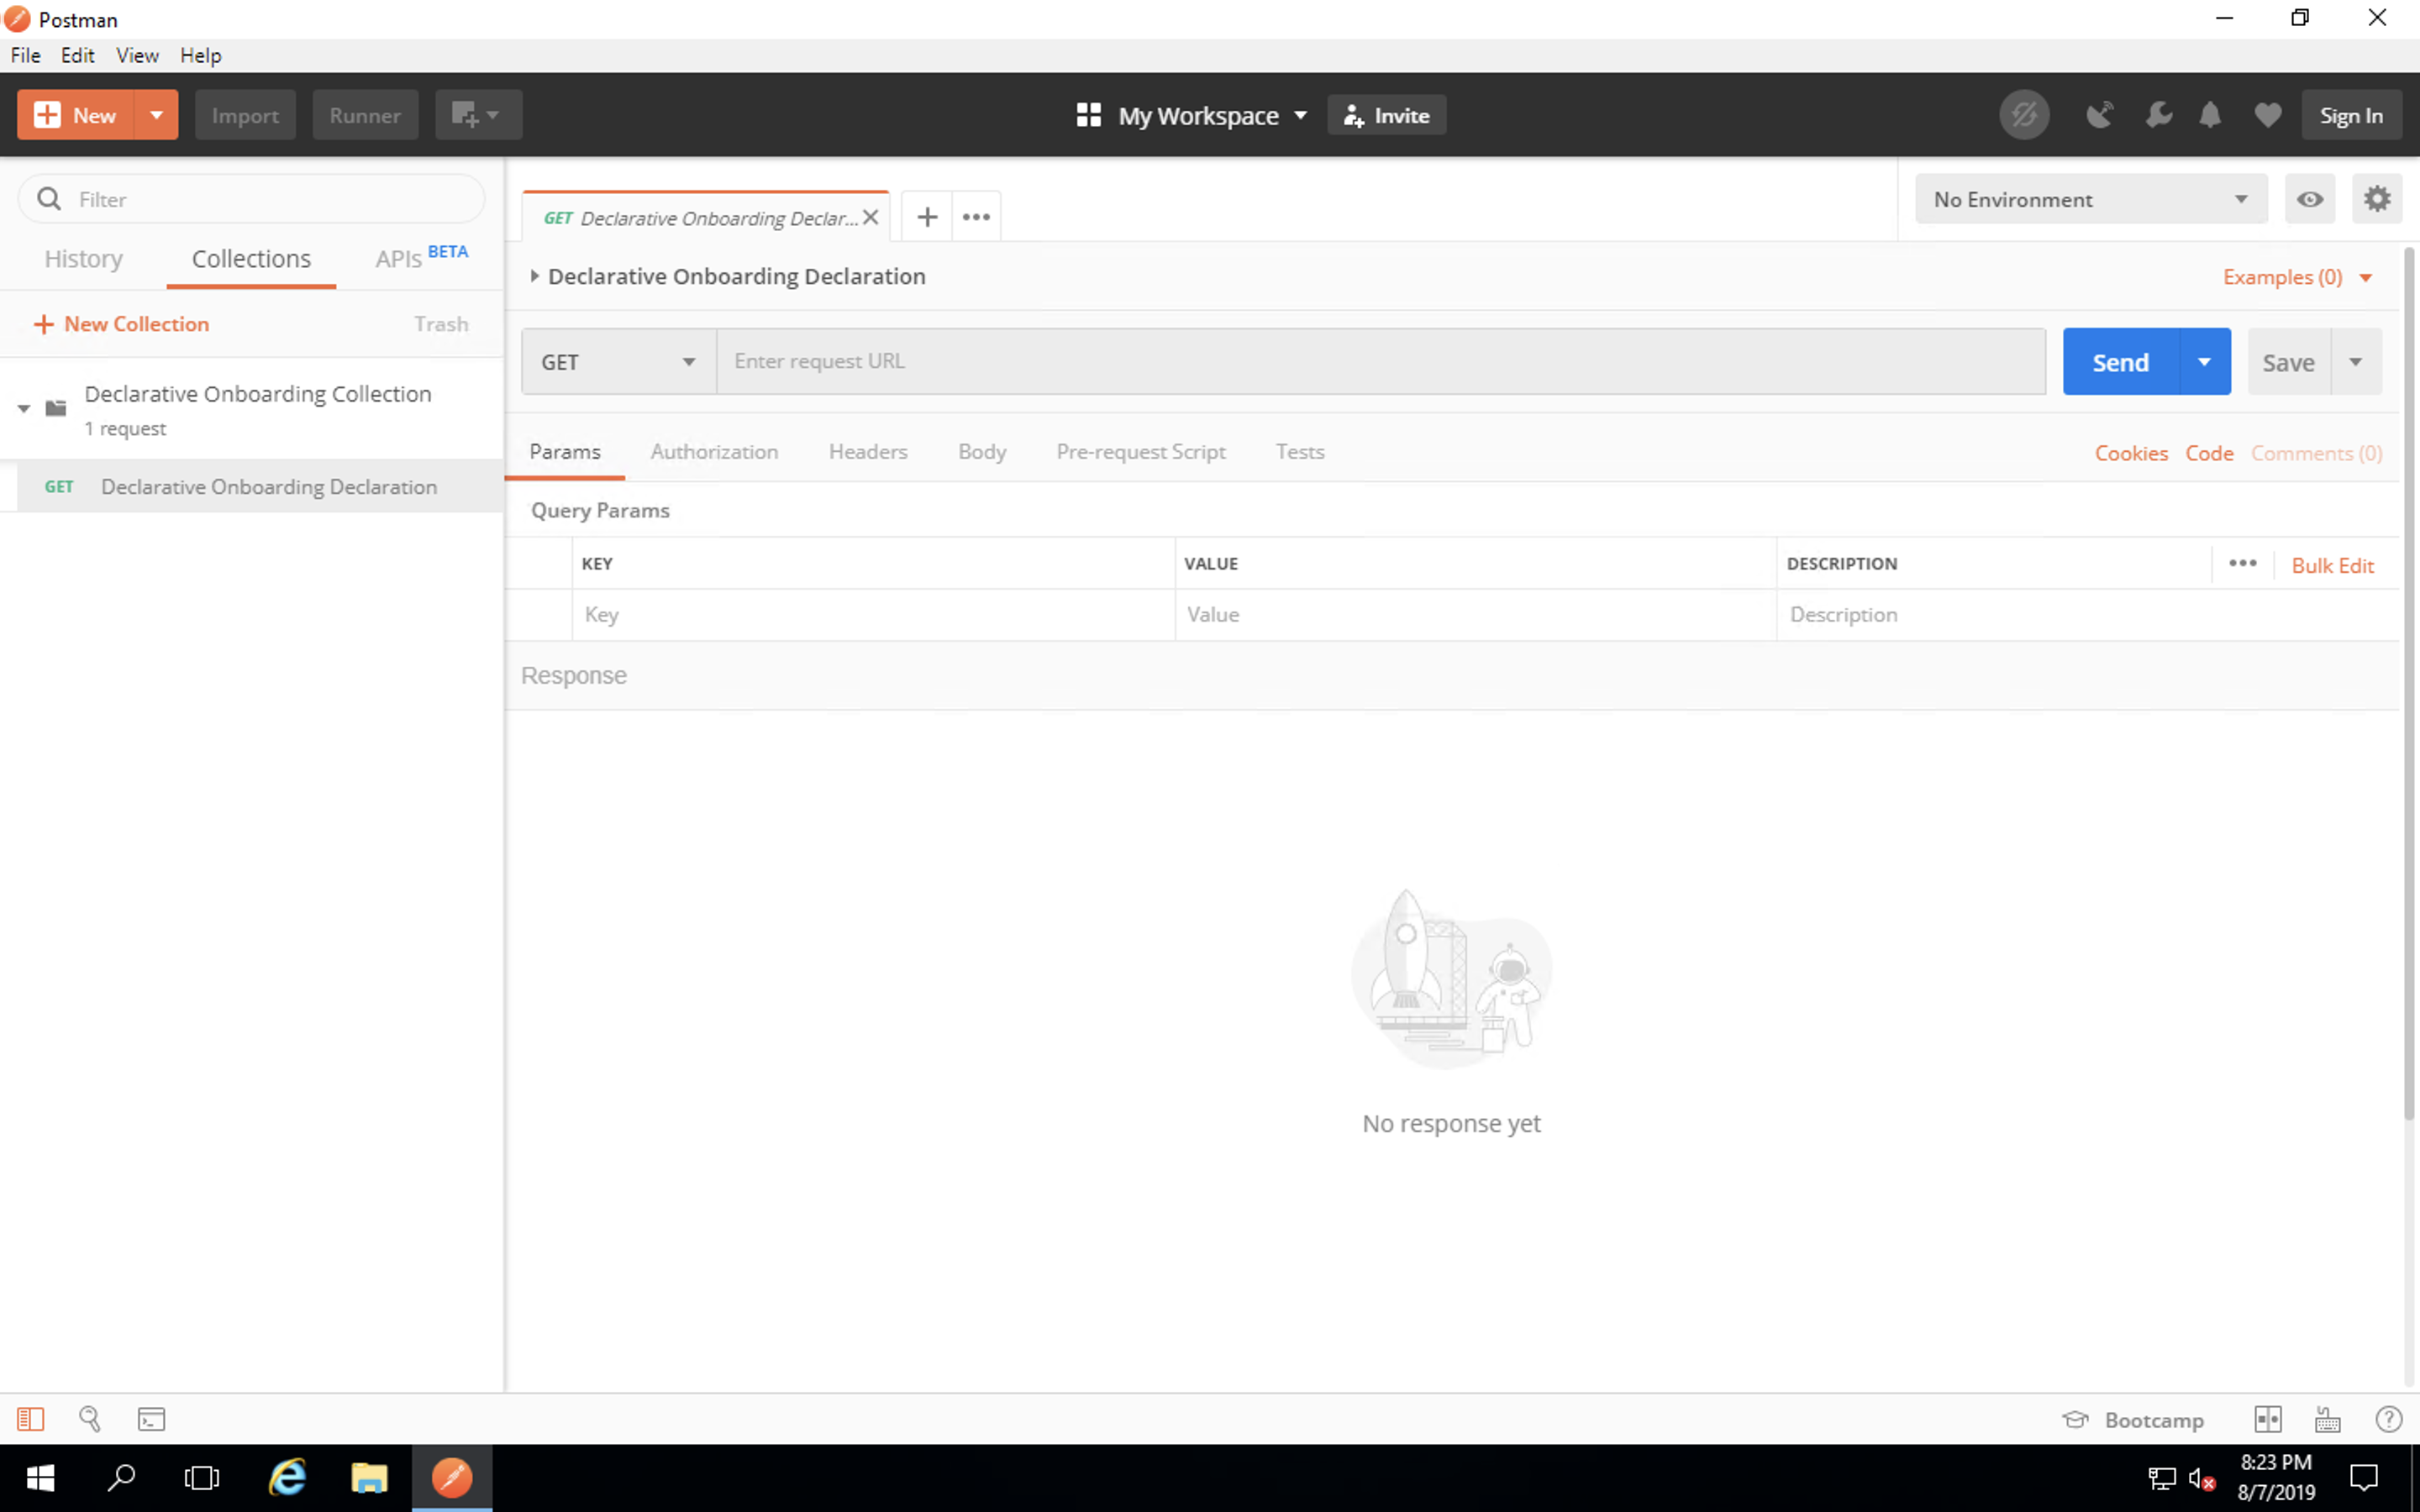 Postman
File Edit View Help
New Import Runner My Workspace Invite Sign In
Filter
History Collections APIs BETA
New Collection Trash
Declarative Onboarding Collection
1 request
GET Declarative Onboarding Declaration
GET Declarative Onboarding Declar...
No Environment
Declarative Onboarding Declaration
Examples (0)
GET Enter request URL Send Save
Params Authorization Headers Body Pre-request Script Tests Cookies Code Comments (0)
Query Params
KEY VALUE DESCRIPTION Bulk Edit
Key Value Description
Response
No response yet
Bootcamp
8:23 PM
8/7/2019